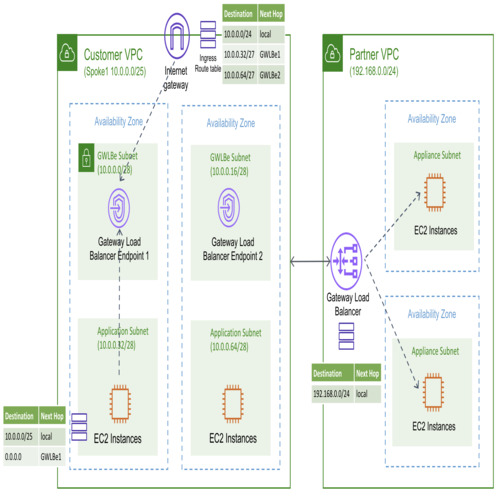 Destination Next Hop
10.0.0.0/24 local
10.0.0.32/27 GWLBe1
10.0.0.64/27 GWLBe2
Internet
gateway
Ingress
Route table
Customer VPC
(Spoke1 10.0.0.0/25)
Partner VPC
(192.168.0.0/24)
Availability Zone
GWLBe Subnet
(10.0.0.0/28)
Gateway Load
Balancer Endpoint 1
Application Subnet
(10.0.0.32/28)
EC2 Instances
Availability Zone
GWLBe Subnet
(10.0.0.16/28)
Gateway Load
Balancer Endpoint 2
Application Subnet
(10.0.0.64/28)
EC2 Instances
Destination Next Hop
10.0.0.0/25 local
0.0.0.0 GWLBe1
Gateway Load
Balancer
Destination Next Hop
192.168.0.0/24 local
Availability Zone
Appliance Subnet
EC2 Instances
Availability Zone
Appliance Subnet
EC2 Instances